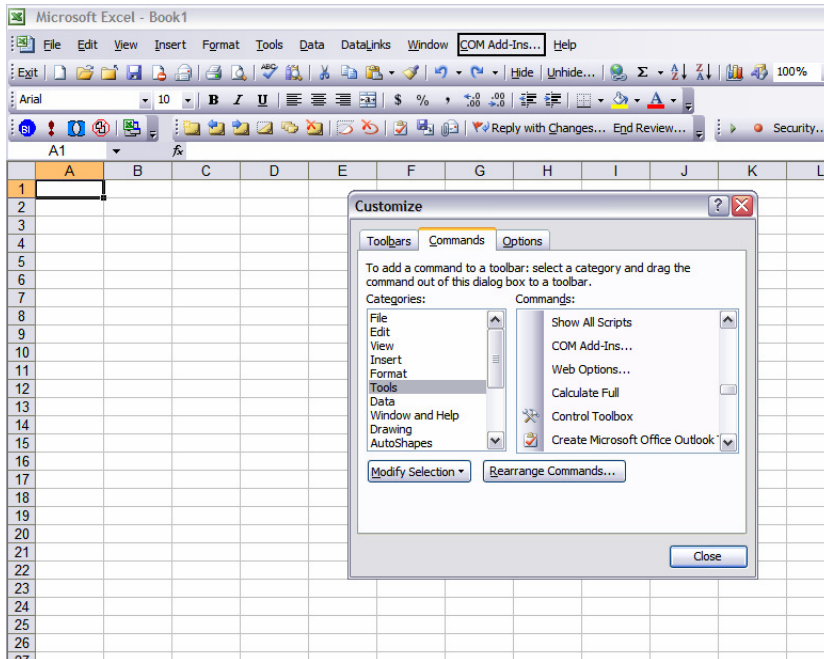 Microsoft Excel - Book1
File Edit View Insert Format Tools Data DataLinks Window COM Add-Ins... Help
Exit Σ Hide Unhide... 100%
Arial 10 B I U $ % ,
BI Reply with Changes... End Review... Security...
A1 fx
A B C D E F G H I J K L
1
2
3
4
5
6
7
8
9
10
11
12
13
14
15
16
17
18
19
20
21
22
23
24
25
26
27
Customize
Toolbars Commands Options
To add a command to a toolbar: select a category and drag the
command out of this dialog box to a toolbar.
Categories: Commands:
File
Edit
View
Insert
Format
Tools
Data
Window and Help
Drawing
AutoShapes
Show All Scripts
COM Add-Ins...
Web Options...
Calculate Full
Control Toolbox
Create Microsoft Office Outlook
Modify Selection Rearrange Commands...
Close